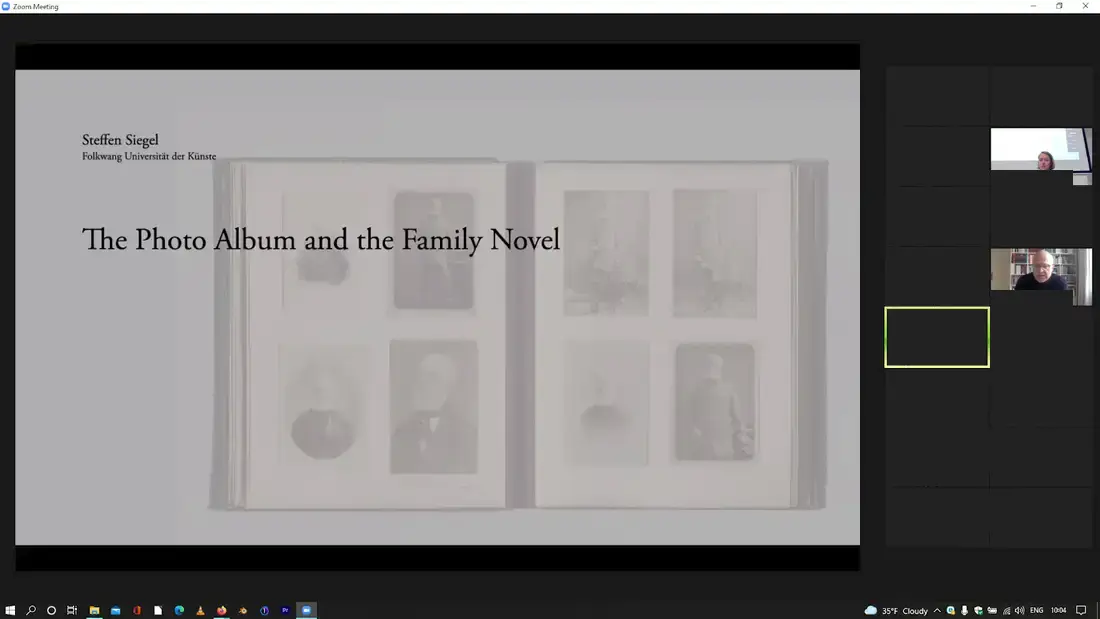 Zoom Meeting
Steffen Siegel
Folkwang Universität der Künste
The Photo Album and the Family Novel
35°F Cloudy
ENG
10:04